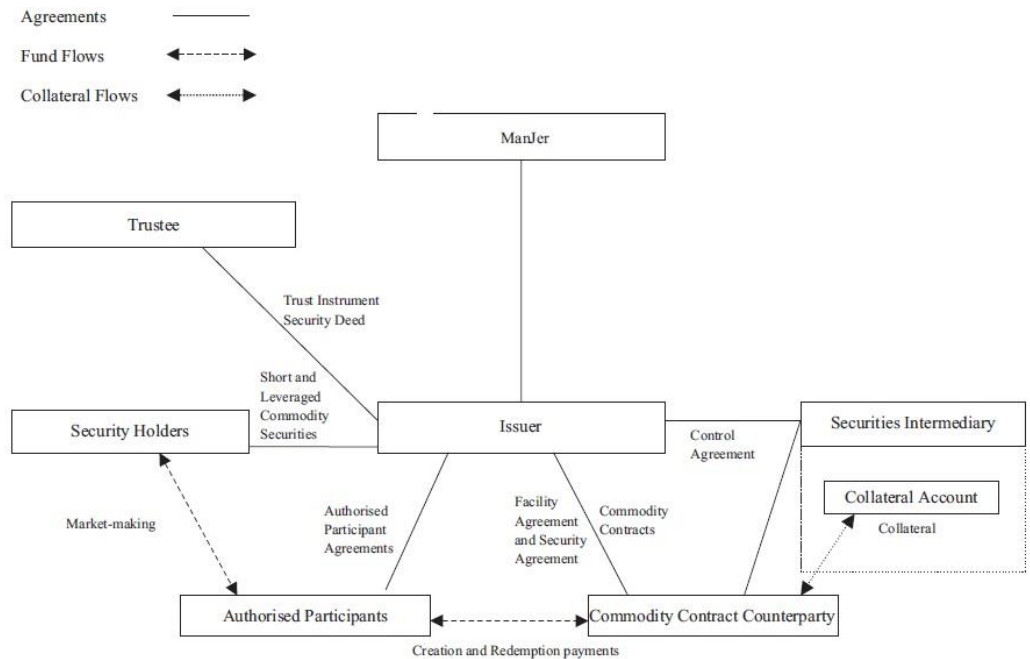 Agreements
Fund Flows
Collateral Flows
ManJer
Trustee
Trust Instrument
Security Deed
Short and
Leveraged
Commodity
Securities
Security Holders
Issuer
Securities Intermediary
Control
Agreement
Collateral Account
Collateral
Market-making
Authorised
Participant
Agreements
Facility
Agreement
and Security
Agreement
Commodity
Contracts
Authorised Participants
Commodity Contract Counterparty
Creation and Redemption payments